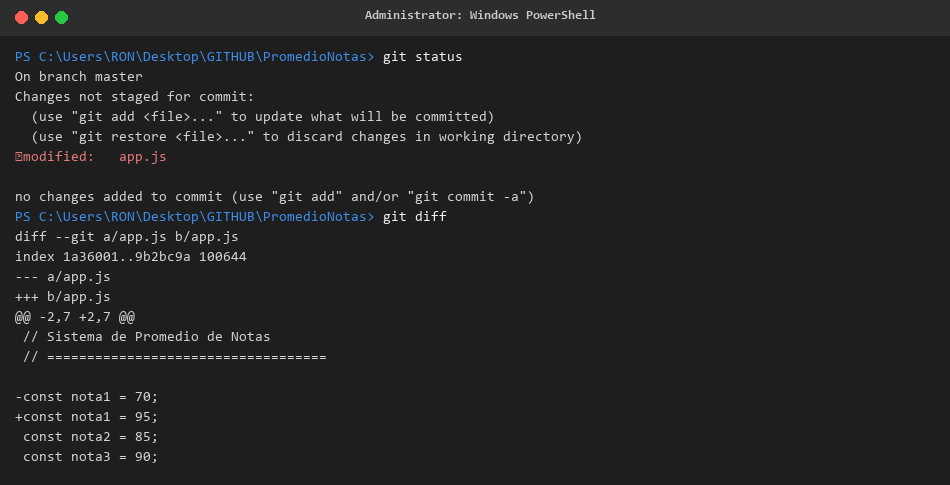 Administrator: Windows PowerShell
PS C:\Users\RON\Desktop\GITHUB\PromedioNotas> git status
On branch master
Changes not staged for commit:
  (use "git add <file>..." to update what will be committed)
  (use "git restore <file>..." to discard changes in working directory)
modified:   app.js

no changes added to commit (use "git add" and/or "git commit -a")
PS C:\Users\RON\Desktop\GITHUB\PromedioNotas> git diff
diff --git a/app.js b/app.js
index 1a36001..9b2bc9a 100644
--- a/app.js
+++ b/app.js
@@ -2,7 +2,7 @@
 // Sistema de Promedio de Notas
 // ===================================

-const nota1 = 70;
+const nota1 = 95;
 const nota2 = 85;
 const nota3 = 90;